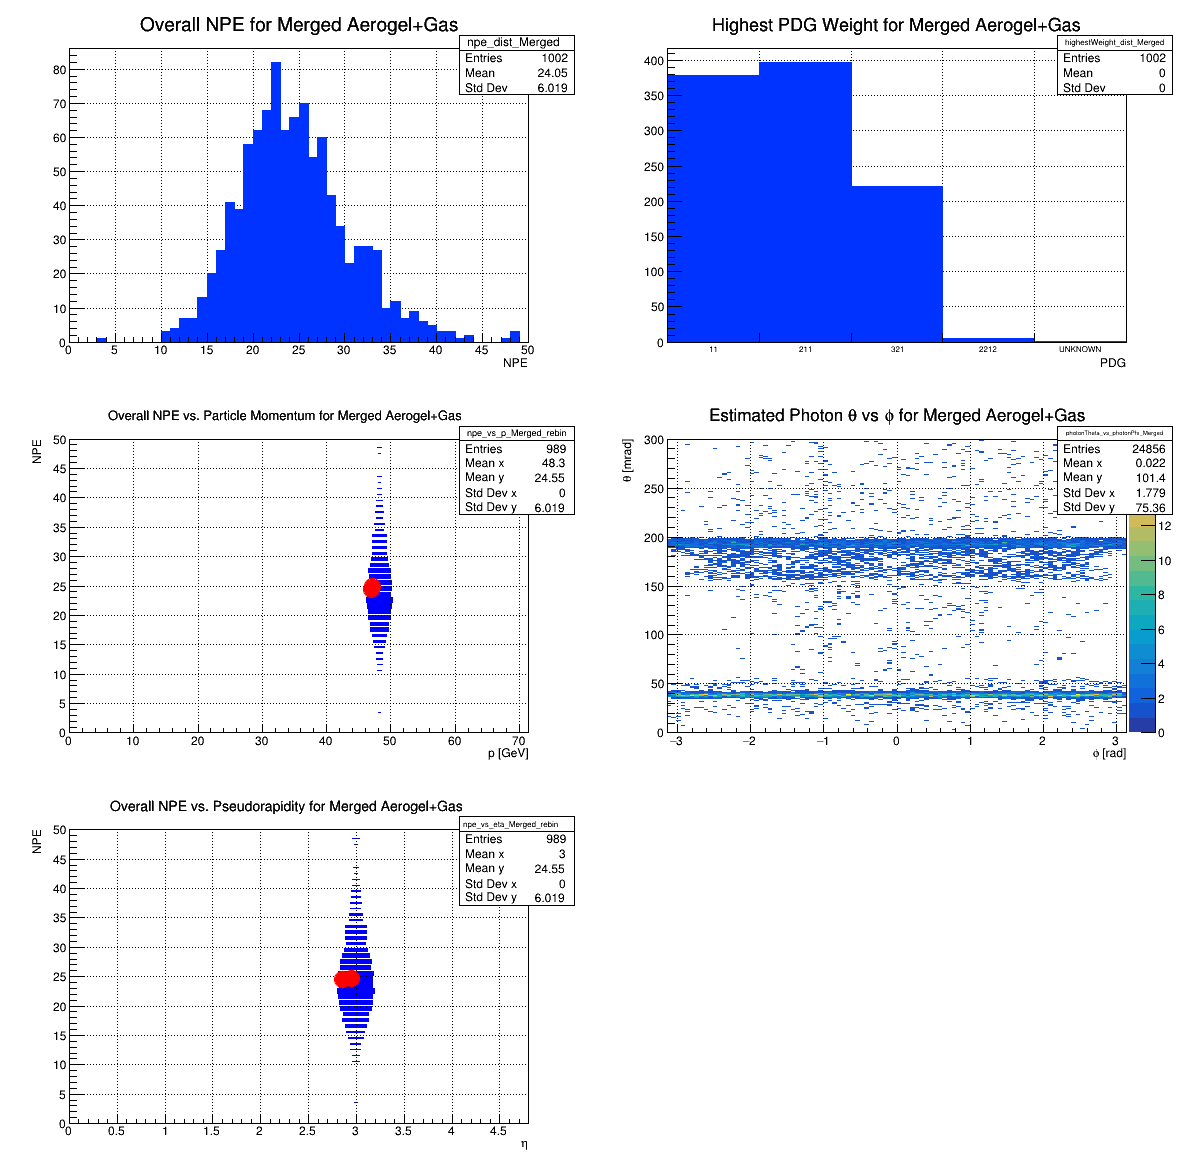 Overall NPE for Merged Aerogel+Gas
npe_dist_Merged
Entries 1002
Mean 24.05
Std Dev 6.019
80
70
60
50
40
30
20
10
0
0 5 10 15 20 25 30 35 40 45 50
NPE
Highest PDG Weight for Merged Aerogel+Gas
highestWeight_dist_Merged
Entries 1002
Mean 0
Std Dev 0
400
350
300
250
200
150
100
50
0
11 211 321 2212 UNKNOWN
PDG
Overall NPE vs. Particle Momentum for Merged Aerogel+Gas
npe_vs_p_Merged_rebin
Entries 989
Mean x 48.3
Mean y 24.55
Std Dev x 0
Std Dev y 6.019
NPE
50
45
40
35
30
25
20
15
10
5
0
0 10 20 30 40 50 60 70
p [GeV]
Estimated Photon θ vs ϕ for Merged Aerogel+Gas
photonTheta_vs_photonPhi_Merged
Entries 24856
Mean x 0.022
Mean y 101.4
Std Dev x 1.779
Std Dev y 75.36
θ [mrad]
300
250
200
150
100
50
0
−3 −2 −1 0 1 2 3
ϕ [rad]
12
10
8
6
4
2
0
Overall NPE vs. Pseudorapidity for Merged Aerogel+Gas
npe_vs_eta_Merged_rebin
Entries 989
Mean x 3
Mean y 24.55
Std Dev x 0
Std Dev y 6.019
NPE
50
45
40
35
30
25
20
15
10
5
0
0 0.5 1 1.5 2 2.5 3 3.5 4 4.5
η